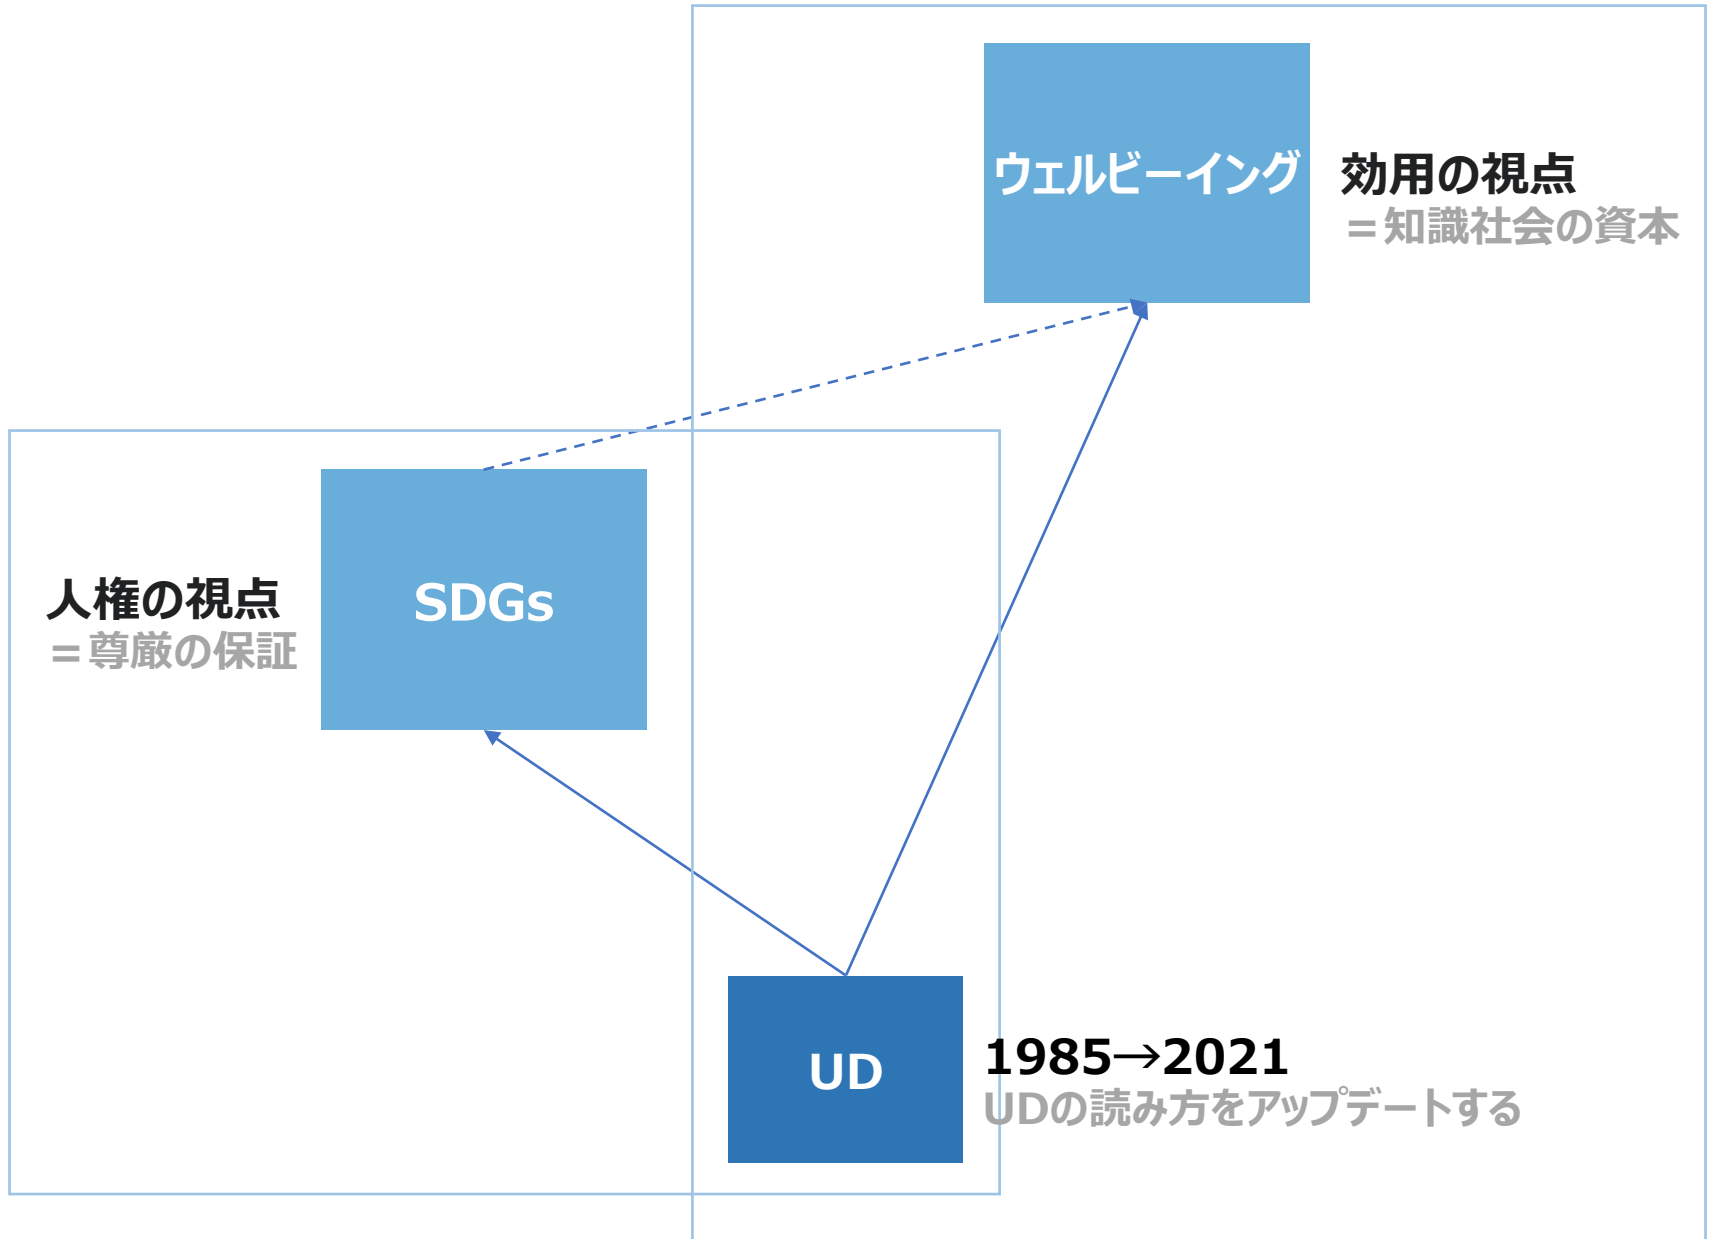 ウェルビーイング
効用の視点
＝知識社会の資本
SDGs
人権の視点
＝尊厳の保証
UD
1985→2021
UDの読み方をアップデートする